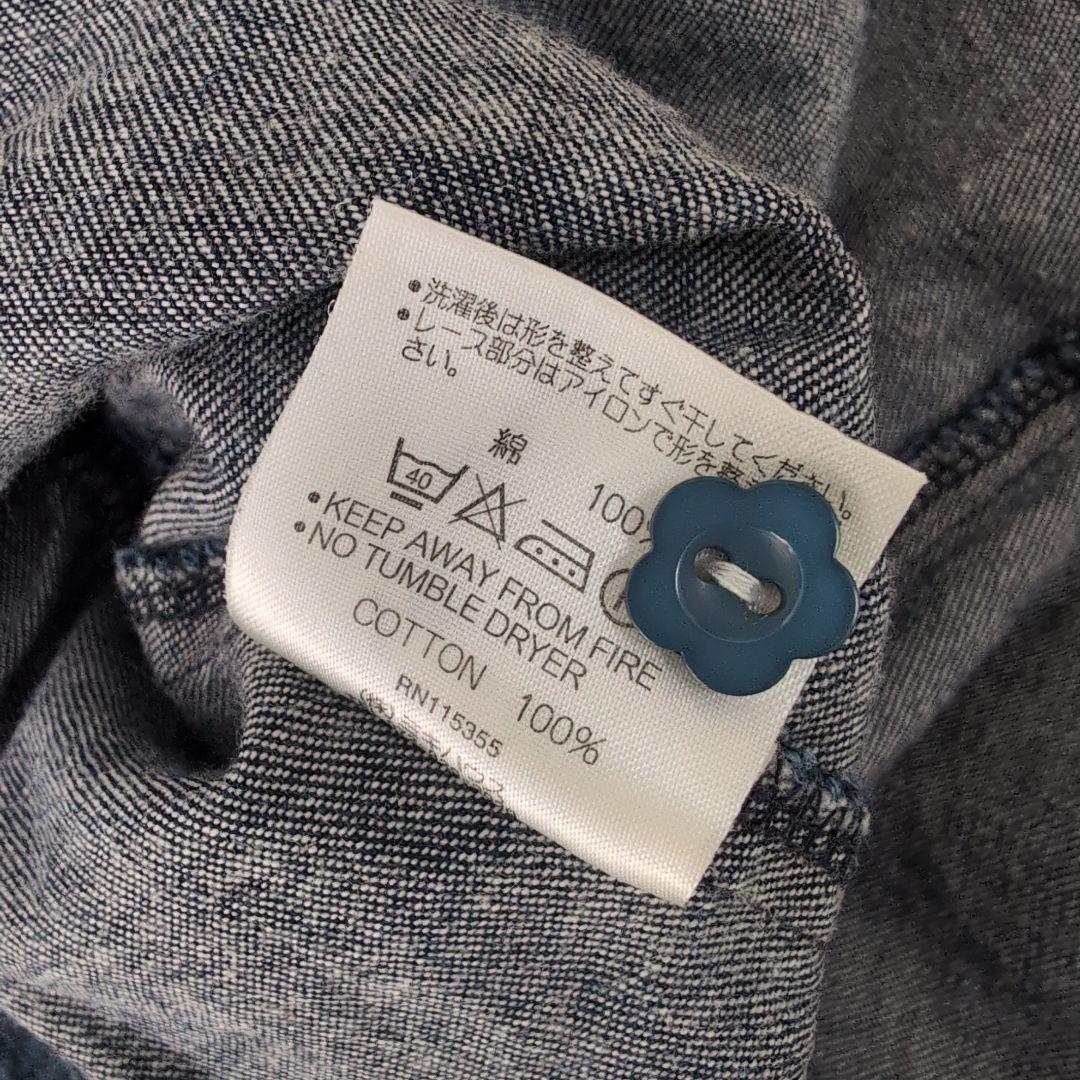 • 洗濯後は形を整えてすぐ干してください。
• レース部分はアイロンで形を整
さい。
綿 100%
40
• KEEP AWAY FROM FIRE
• NO TUMBLE DRYER
COTTON 100%
RN115355